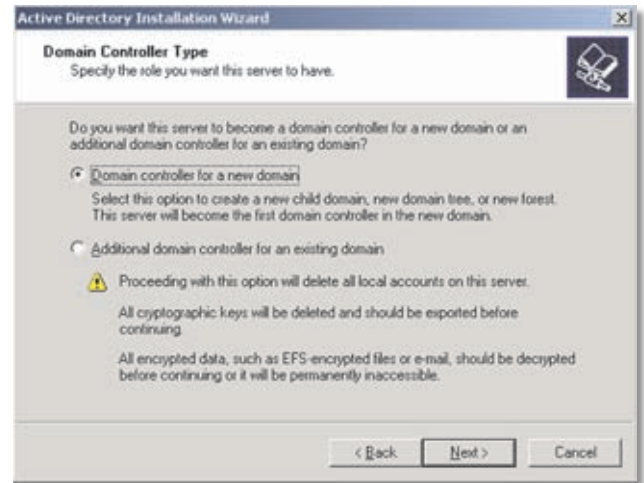 Active Directory Installation Wizard
Domain Controller Type
Specify the role you want this server to have.
Do you want this server to become a domain controller for a new domain or an
additional domain controller for an existing domain?
Domain controller for a new domain
Select this option to create a new child domain, new domain tree, or new forest.
This server will become the first domain controller in the new domain.
Additional domain controller for an existing domain
Proceeding with this option will delete all local accounts on this server.
All cryptographic keys will be deleted and should be exported before
continuing.
All encrypted data, such as EFS-encrypted files or e-mail, should be decrypted
before continuing or it will be permanently inaccessible.
< Back
Next >
Cancel